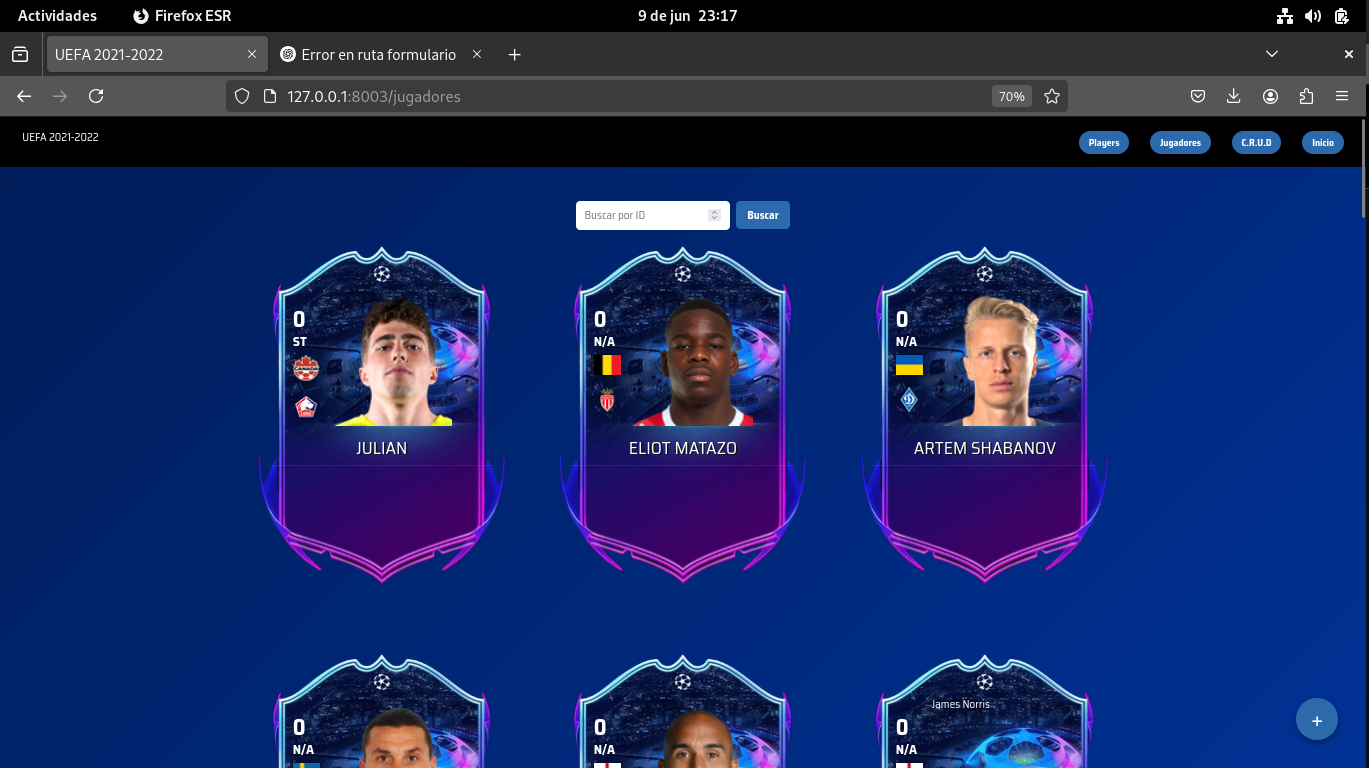 Actividades Firefox ESR 9 de jun 23:17
UEFA 2021-2022 Error en ruta formulario
127.0.0.1:8003/jugadores 70%
UEFA 2021-2022 Players Jugadores C.R.U.D Inicio
Buscar por ID Buscar
0 0 0
ST N/A N/A
CANADA
LOSC
JULIAN ELIOT MATAZO ARTEM SHABANOV
James Norris
0 0 0
N/A N/A N/A
+